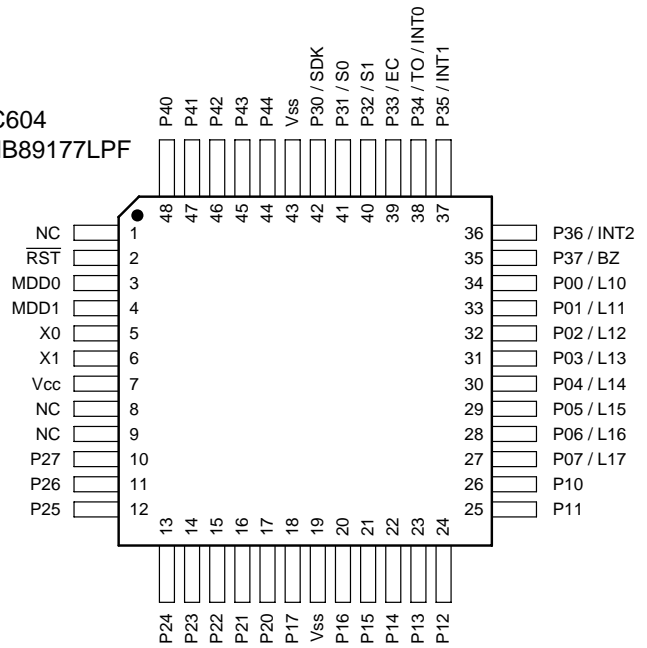 C604
MB89177LPF
P40
P41
P42
P43
P44
Vss
P30 / SDK
P31 / S0
P32 / S1
P33 / EC
P34 / TO / INT0
P35 / INT1
48
47
46
45
44
43
42
41
40
39
38
37
NC 1
RST 2
MDD0 3
MDD1 4
X0 5
X1 6
Vcc 7
NC 8
NC 9
P27 10
P26 11
P25 12
36 P36 / INT2
35 P37 / BZ
34 P00 / L10
33 P01 / L11
32 P02 / L12
31 P03 / L13
30 P04 / L14
29 P05 / L15
28 P06 / L16
27 P07 / L17
26 P10
25 P11
13
14
15
16
17
18
19
20
21
22
23
24
P24
P23
P22
P21
P20
P17
Vss
P16
P15
P14
P13
P12